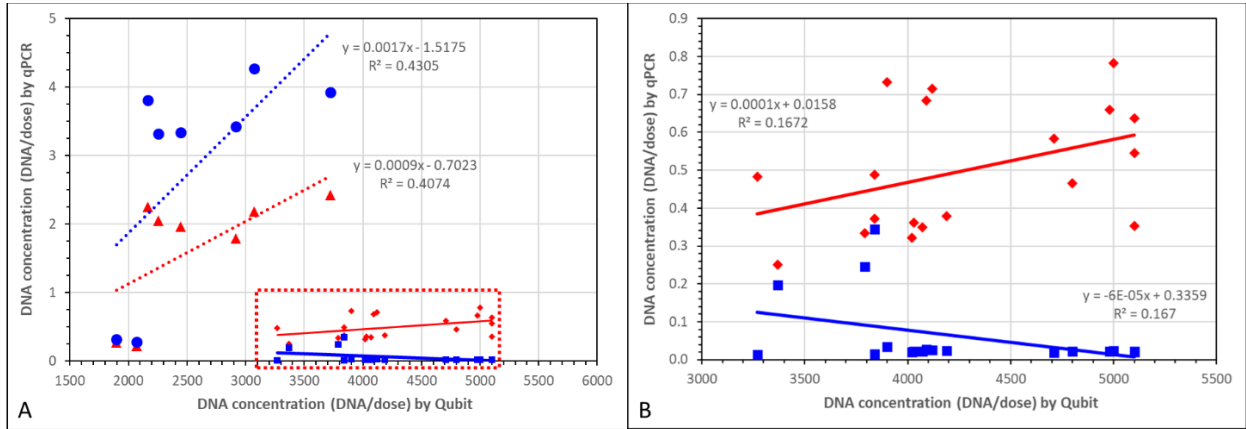 DNA concentration (DNA/dose) by qPCR
5
4
3
2
1
0
y = 0.0017x - 1.5175
R² = 0.4305
y = 0.0009x - 0.7023
R² = 0.4074
1500 2000 2500 3000 3500 4000 4500 5000 5500 6000
DNA concentration (DNA/dose) by Qubit
A
DNA concentration (DNA/dose) by qPCR
0.9
0.8
0.7
0.6
0.5
0.4
0.3
0.2
0.1
0.0
y = 0.0001x + 0.0158
R² = 0.1672
y = -6E-05x + 0.3359
R² = 0.167
3000 3500 4000 4500 5000 5500
DNA concentration (DNA/dose) by Qubit
B